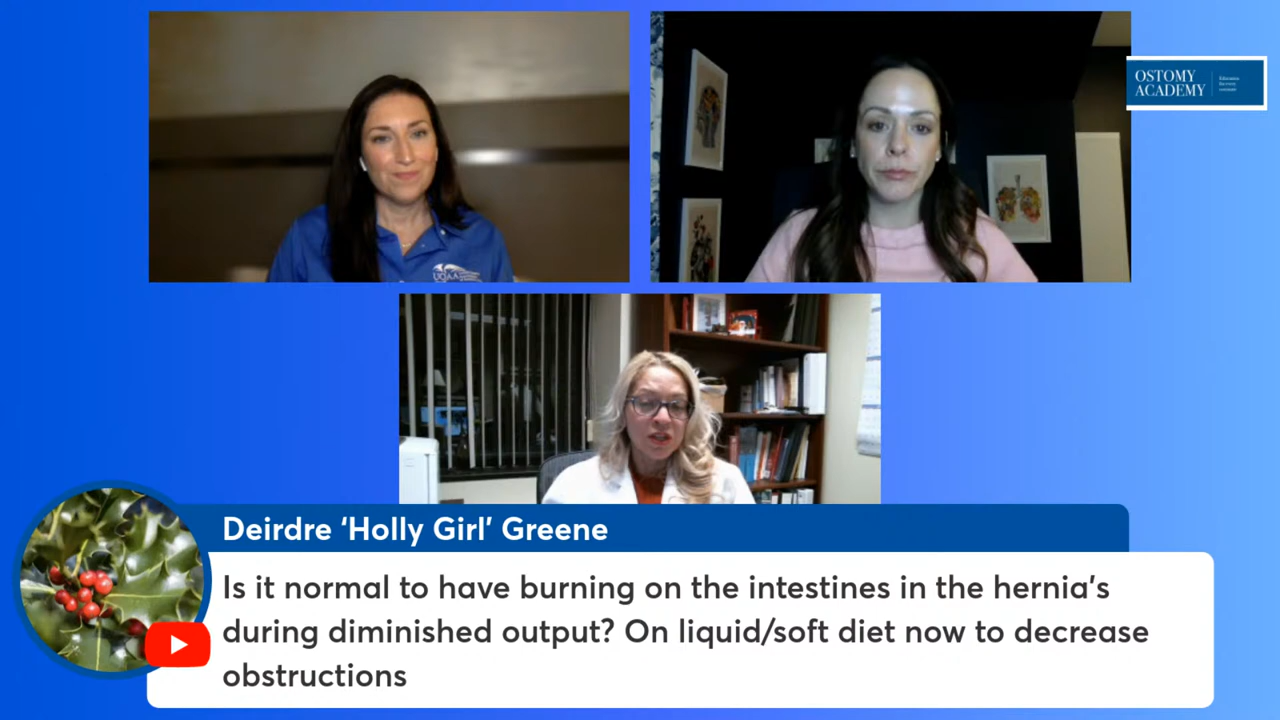 OSTOMY
ACADEMY
UOAA
Deirdre ‘Holly Girl’ Greene
Is it normal to have burning on the intestines in the hernia's
during diminished output? On liquid/soft diet now to decrease
obstructions